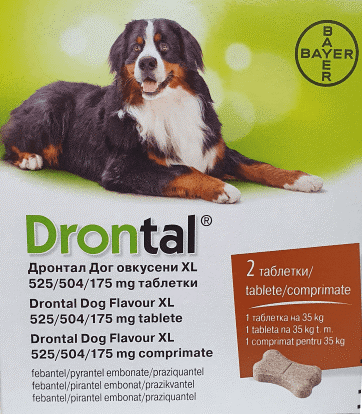 BAYER
BAYER
Drontal®
Дронтал Дог овкусени XL
525/504/175 mg таблетки
Drontal Dog Flavour XL
525/504/175 mg tablete
Drontal Dog Flavour XL
525/504/175 mg comprimate
febantel/pyrantel embonate/praziquantel
febantel/pirantel embonat/prazikvantel
febantel/pirantel embonat/praziquantel
2 таблетки/
tablete/comprimate
1 таблетка на 35 kg
1 tableta na 35 kg t. m.
1 comprimat pentru 35 kg